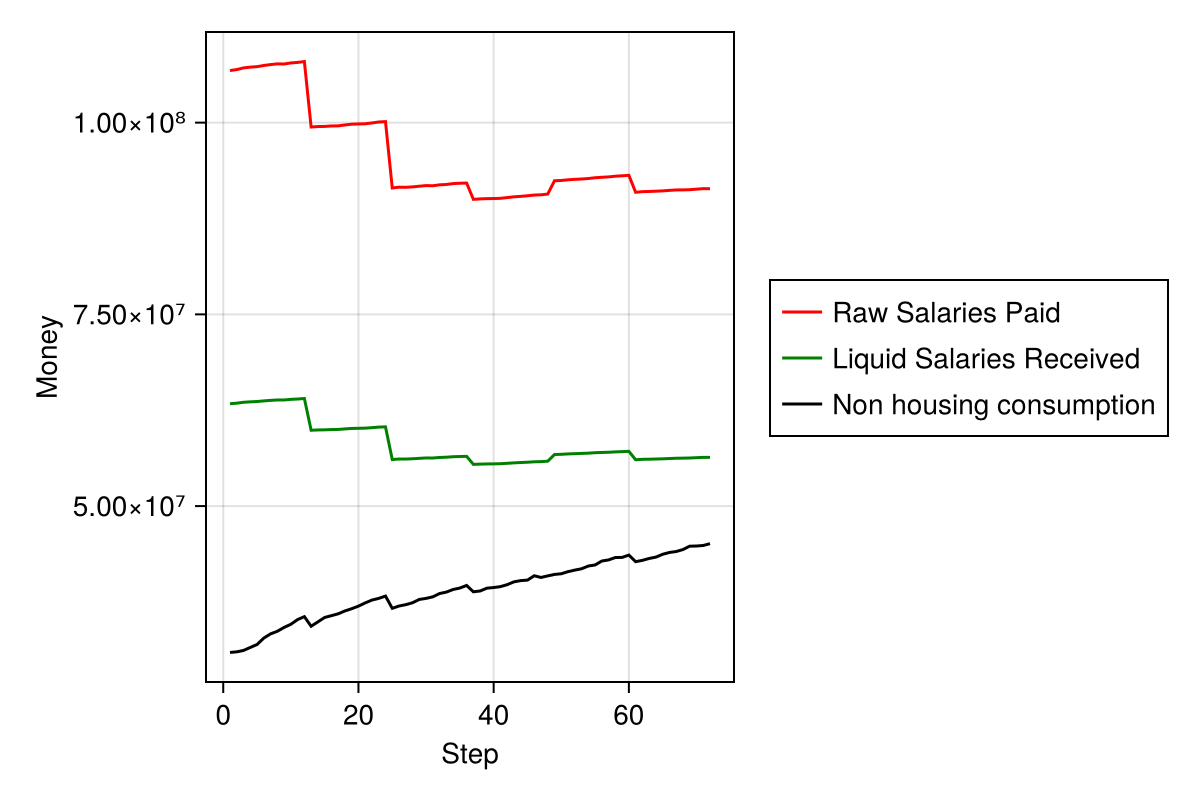 1.00×10⁸
7.50×10⁷
5.00×10⁷
Money
0 20 40 60
Step
Raw Salaries Paid
Liquid Salaries Received
Non housing consumption